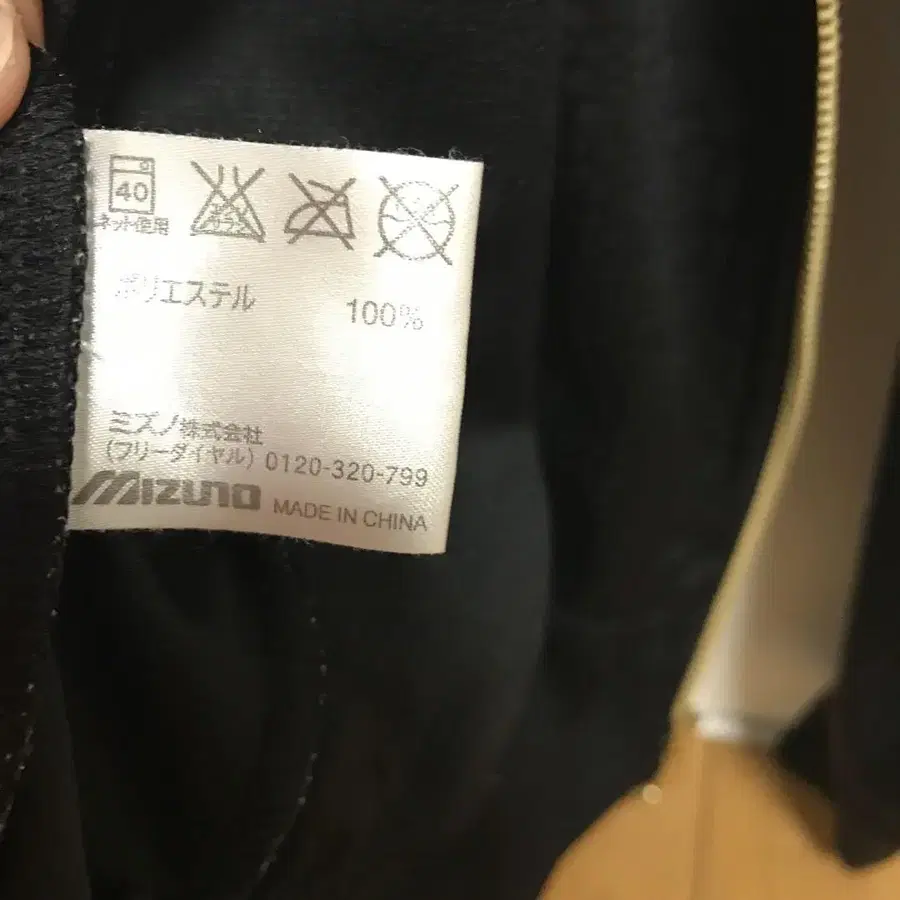 40
ネット使用
ポリエステル 100%
ミズノ株式会社
(フリーダイヤル) 0120-320-799
MIZUNO MADE IN CHINA